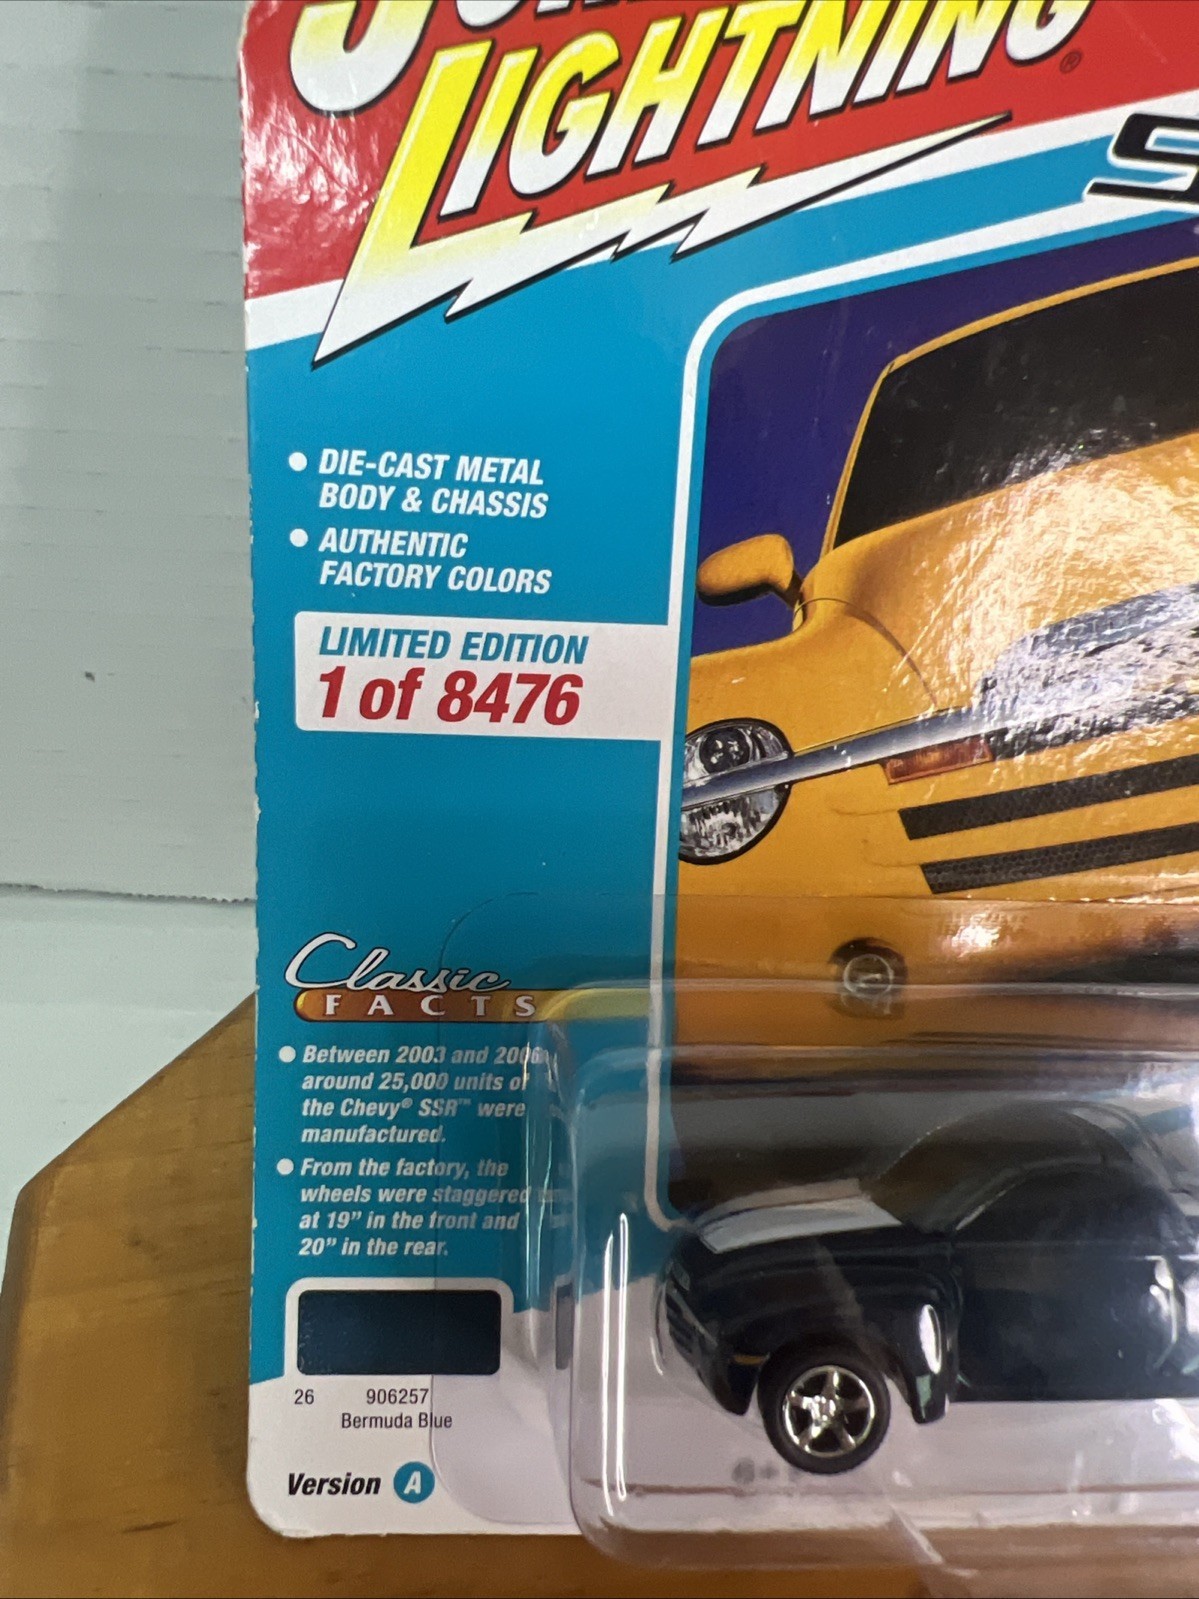 LIGHTNING®
• DIE-CAST METAL
BODY & CHASSIS
• AUTHENTIC
FACTORY COLORS
LIMITED EDITION
1 of 8476
Classic
FACTS
• Between 2003 and 2006
around 25,000 units of
the Chevy® SSR™ were
manufactured.
• From the factory, the
wheels were staggered
at 19" in the front and
20" in the rear.
26 906257
Bermuda Blue
Version A